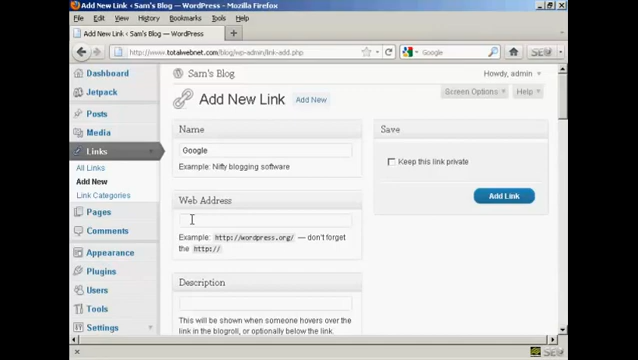 Add New Link ‹ Sam's Blog — WordPress - Mozilla Firefox
File Edit View History Bookmarks Tools Help
Add New Link ‹ Sam's Blog — WordPress
http://www.totalwebnet.com/blog/wp-admin/link-add.php
Google
Sam's Blog
Howdy, admin
Screen Options
Help
Dashboard
Jetpack
Posts
Media
Links
All Links
Add New
Link Categories
Pages
Comments
Appearance
Plugins
Users
Tools
Settings
Add New Link
Add New
Name
Google
Example: Nifty blogging software
Web Address
Example: http://wordpress.org/ — don't forget
the http://
Description
This will be shown when someone hovers over the
link in the blogroll, or optionally below the link.
Save
Keep this link private
Add Link